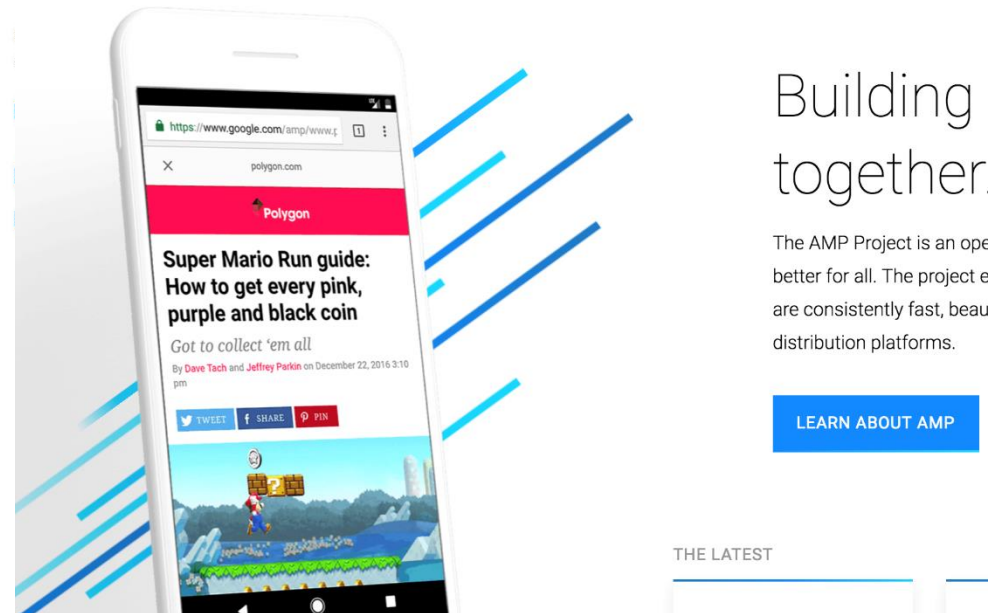 https://www.google.com/amp/www.p
1
polygon.com
Polygon
Super Mario Run guide:
How to get every pink,
purple and black coin
Got to collect ‘em all
By Dave Tach and Jeffrey Parkin on December 22, 2016 3:10
pm
TWEET
SHARE
PIN
?
Building
together.
The AMP Project is an ope
better for all. The project e
are consistently fast, beau
distribution platforms.
LEARN ABOUT AMP
THE LATEST